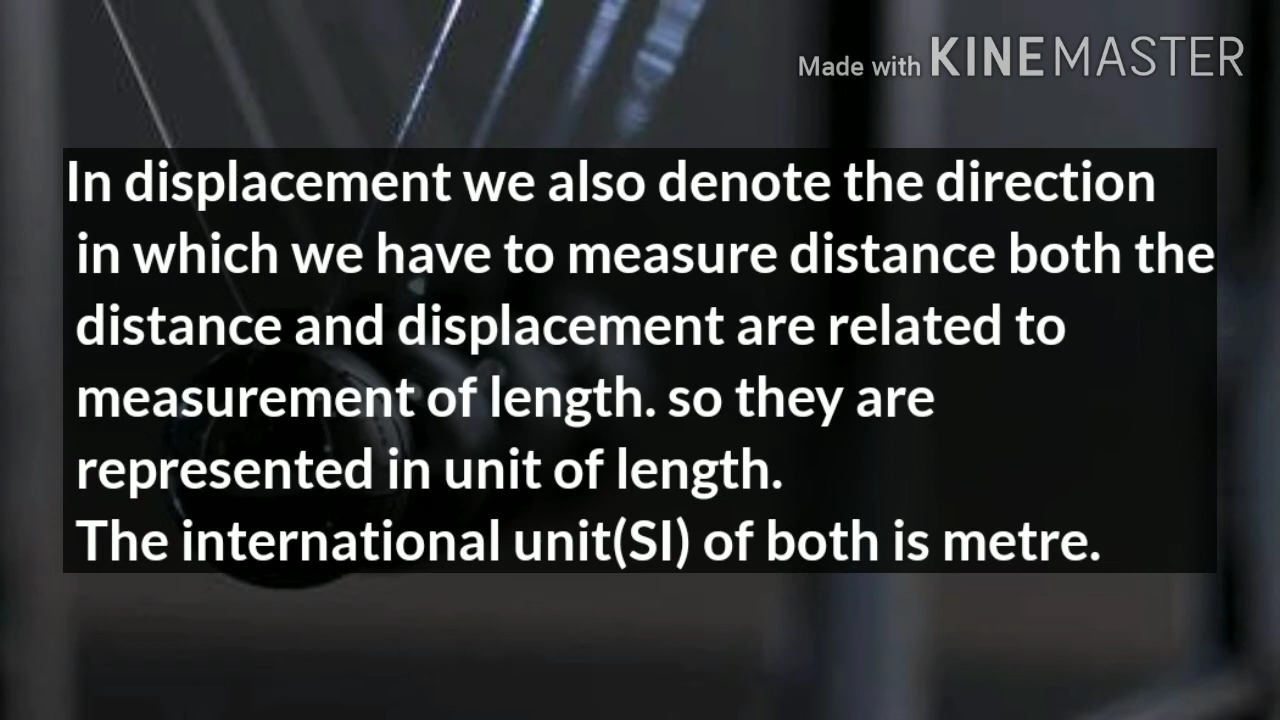 Made with KINEMASTER
In displacement we also denote the direction
in which we have to measure distance both the
distance and displacement are related to
measurement of length. so they are
represented in unit of length.
The international unit(SI) of both is metre.